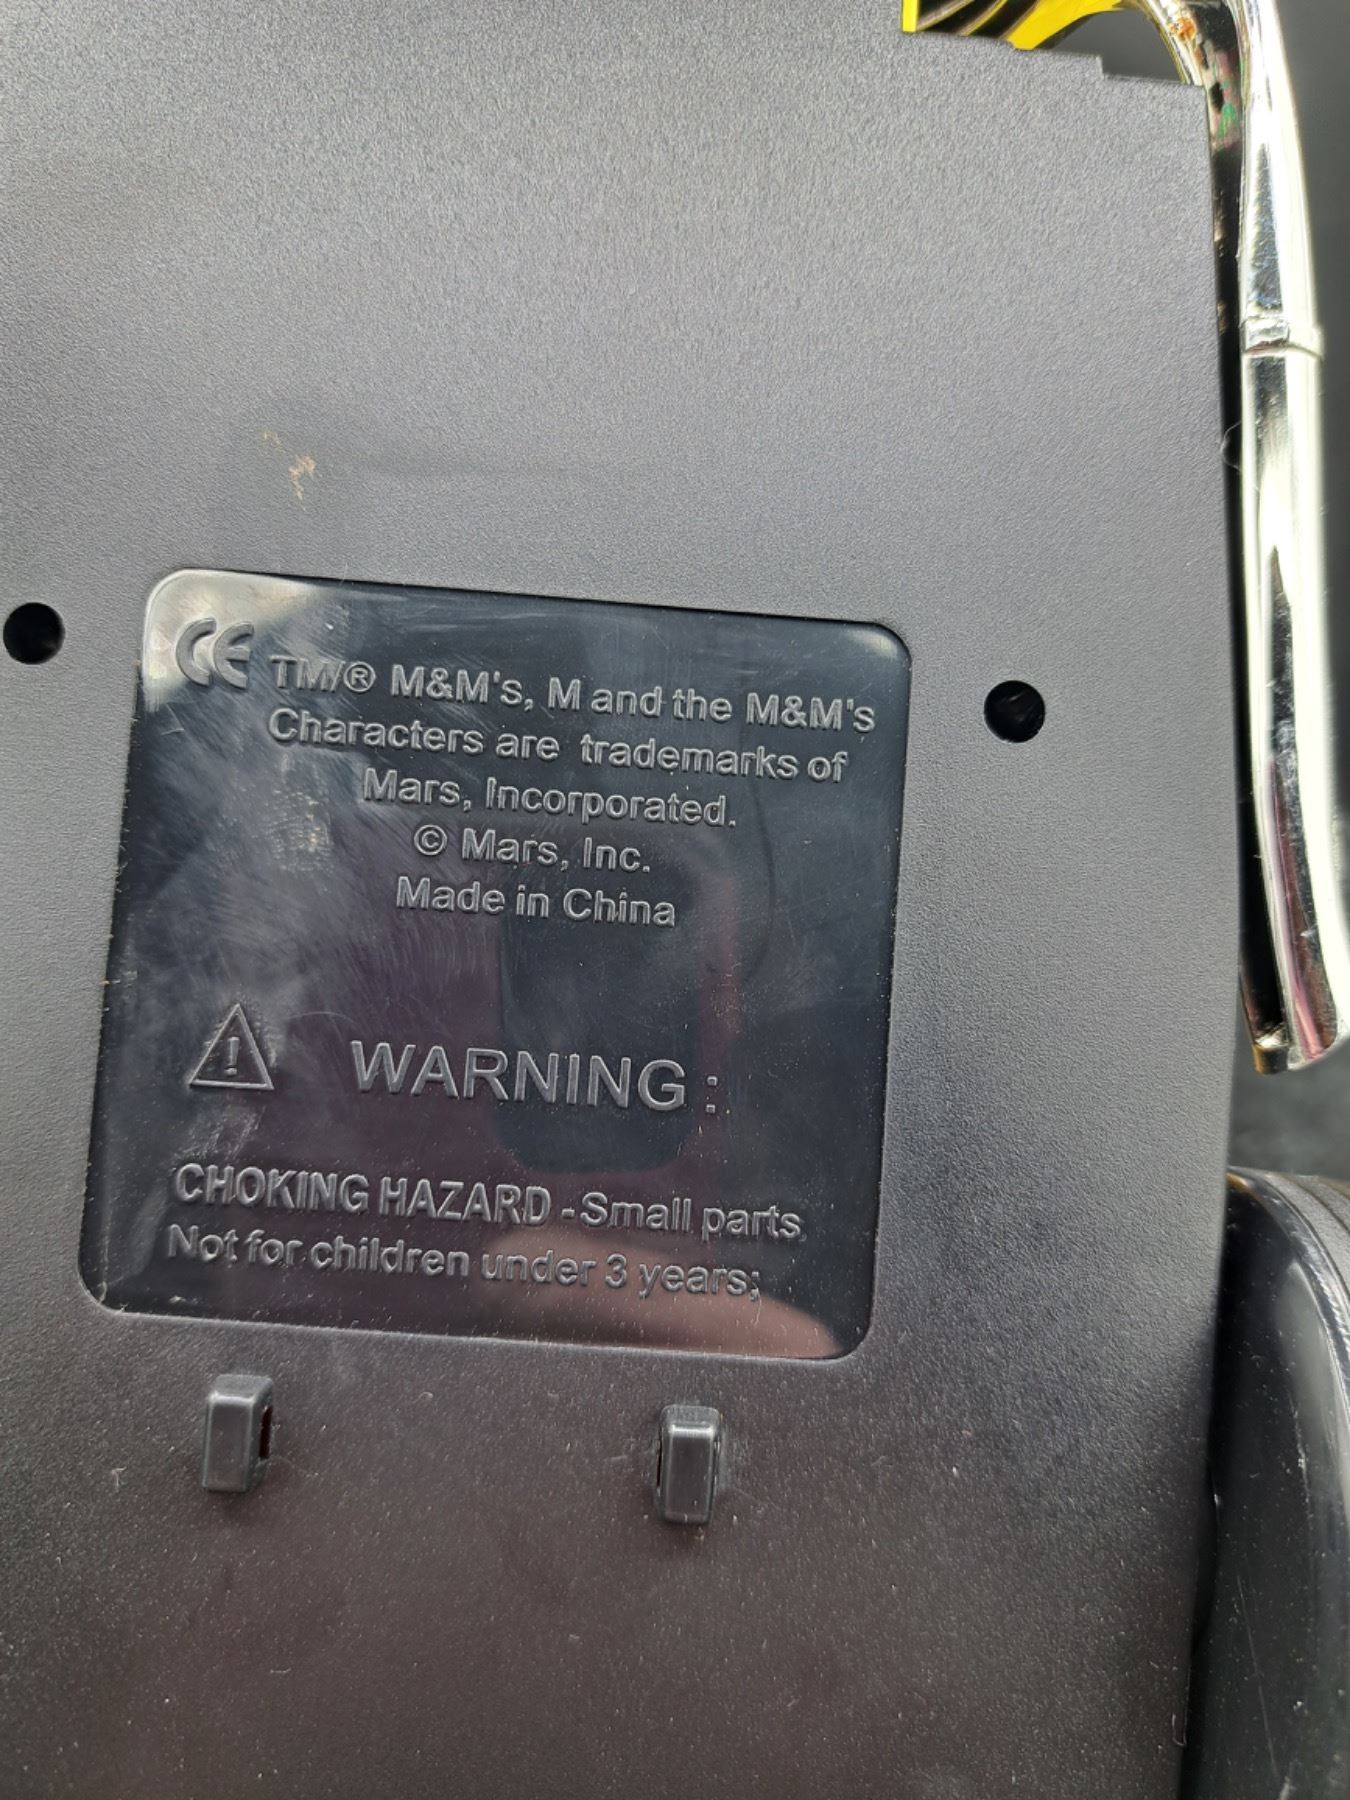 CE TM/® M&M's, M and the M&M's
Characters are trademarks of
Mars, Incorporated.
© Mars, Inc.
Made in China
! WARNING :
CHOKING HAZARD - Small parts
Not for children under 3 years;